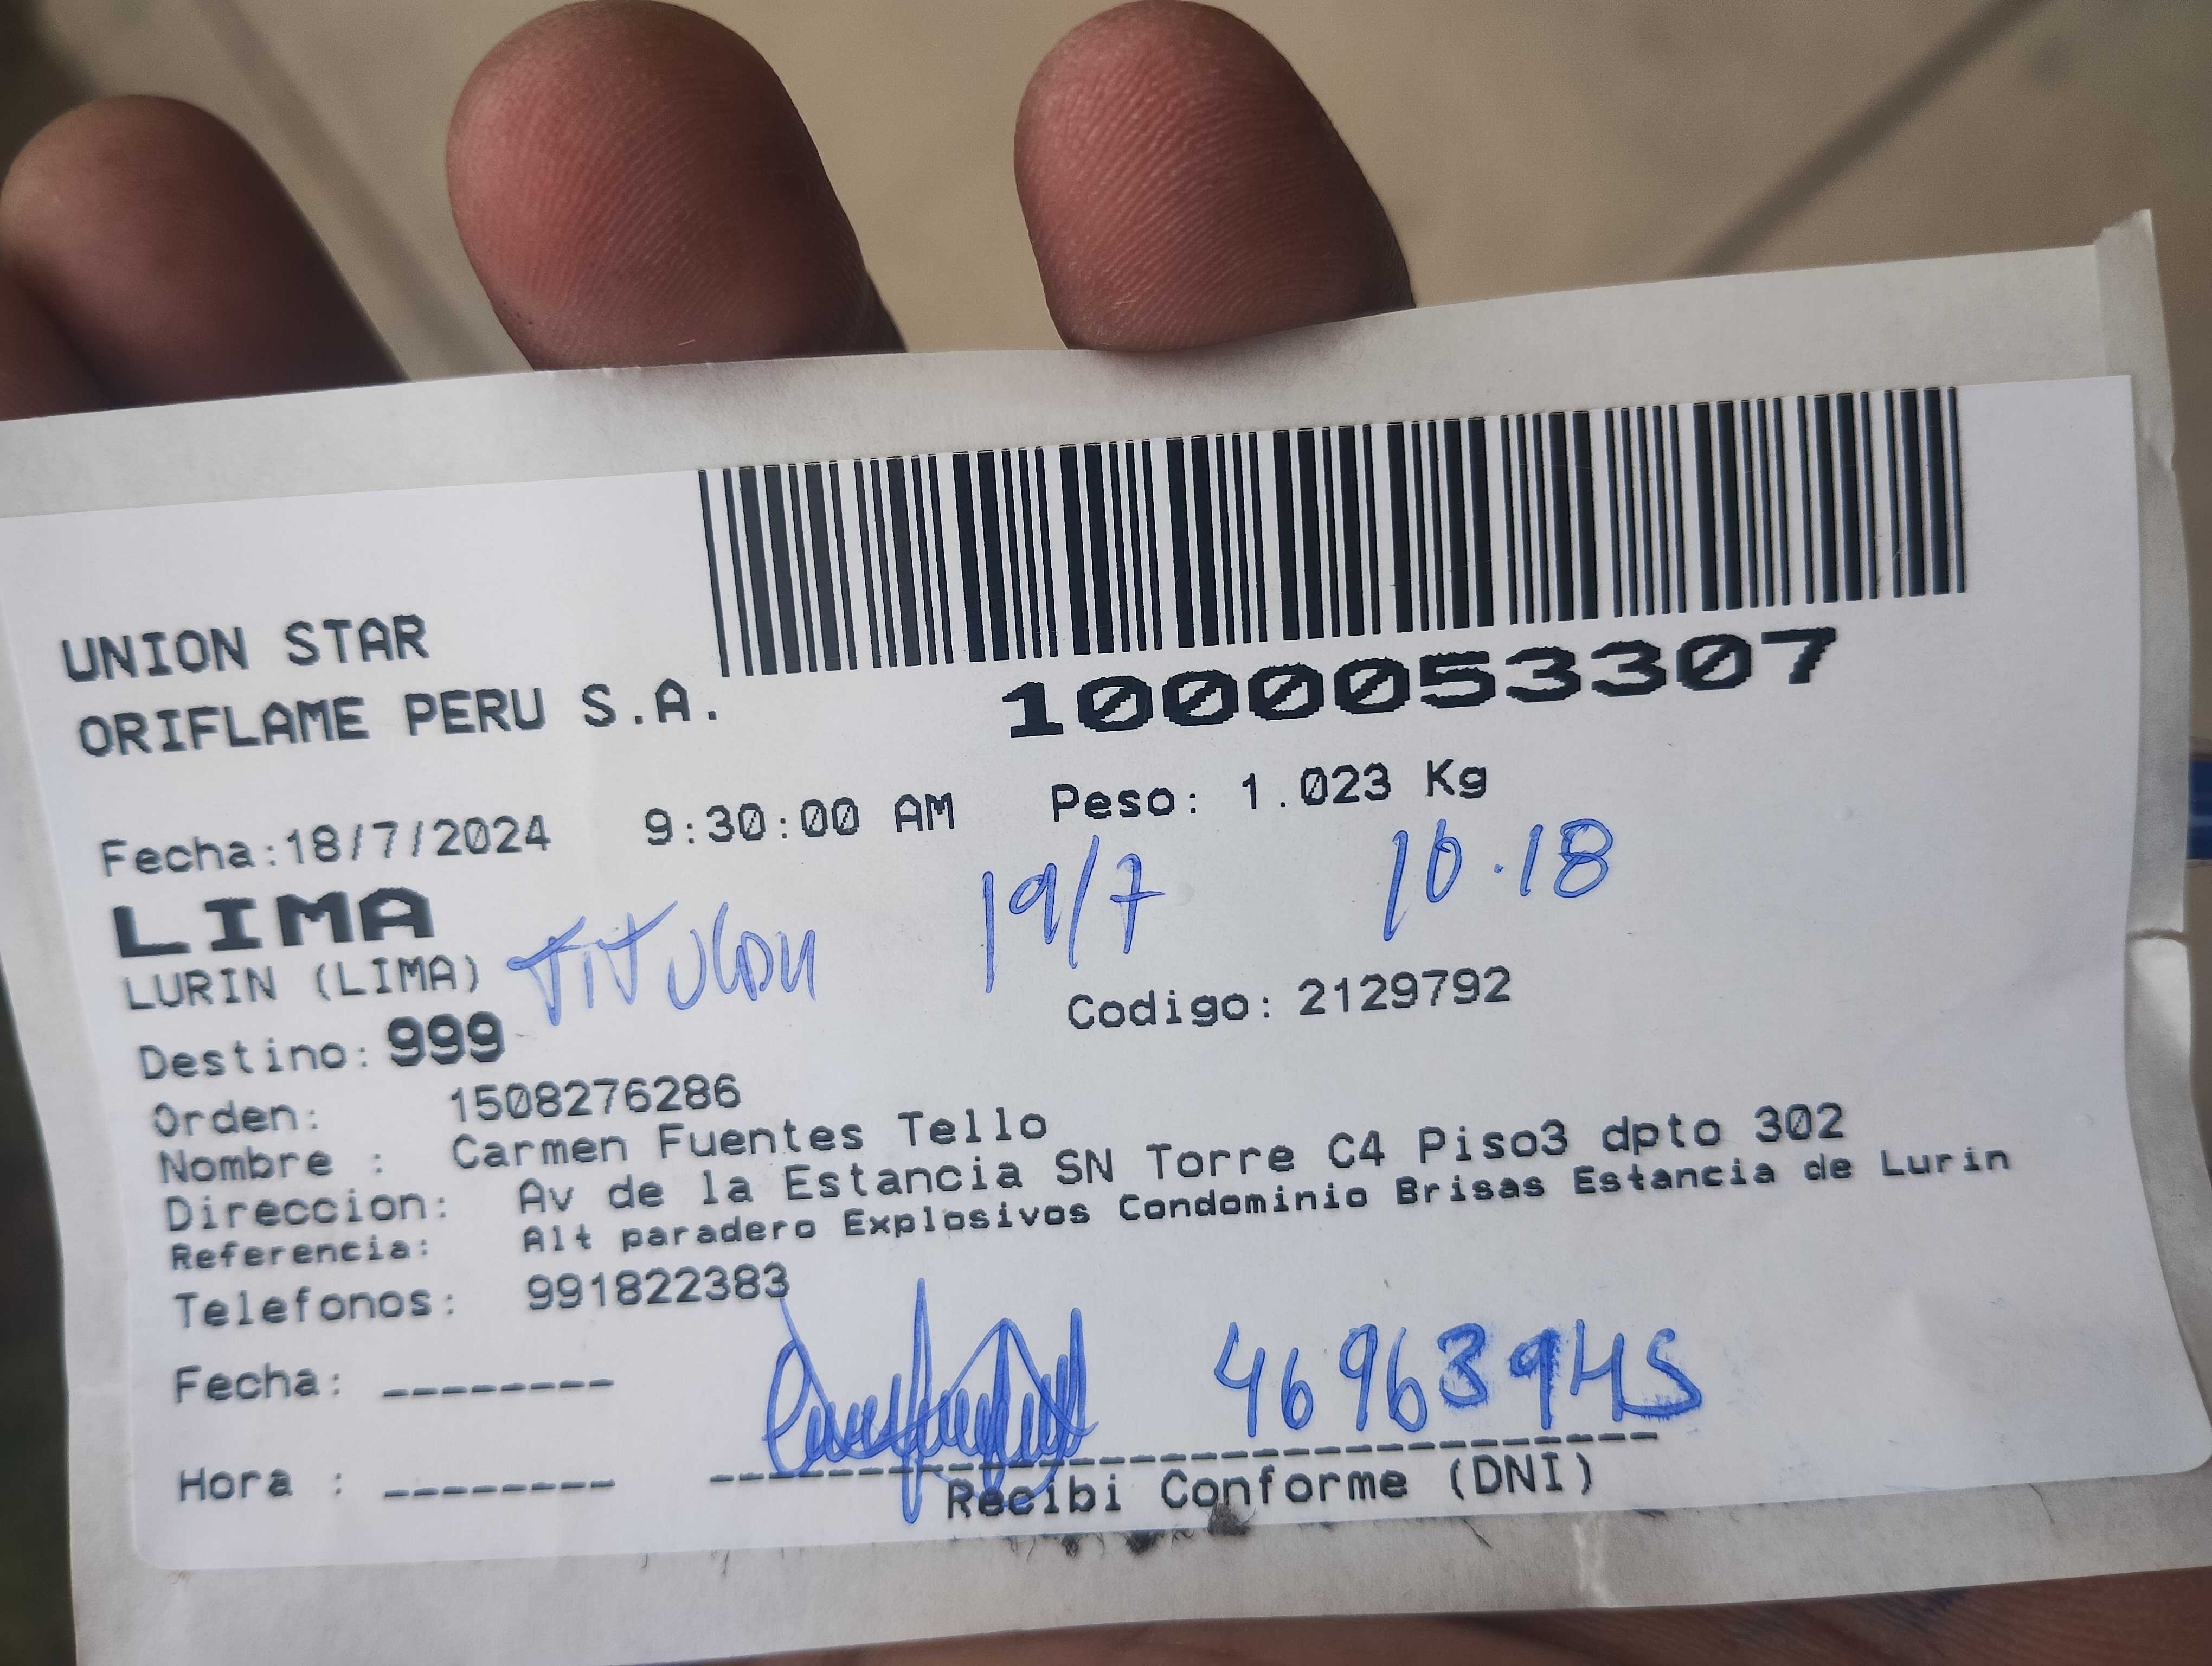 UNION STAR
ORIFLAME PERU S.A.
1000053307
Fecha:18/7/2024 9:30:00 AM Peso: 1.023 Kg
19/7 10.18
LIMA
LURIN (LIMA)
Codigo: 2129792
Destino: 999
Orden: 1508276286
Nombre : Carmen Fuentes Tello
Direccion: Av de la Estancia SN Torre C4 Piso3 dpto 302
Referencia: Alt paradero Explosivos Condominio Brisas Estancia de Lurin
Telefonos: 991822383
Fecha: --------
46963945
Hora : --------
Recibi Conforme (DNI)